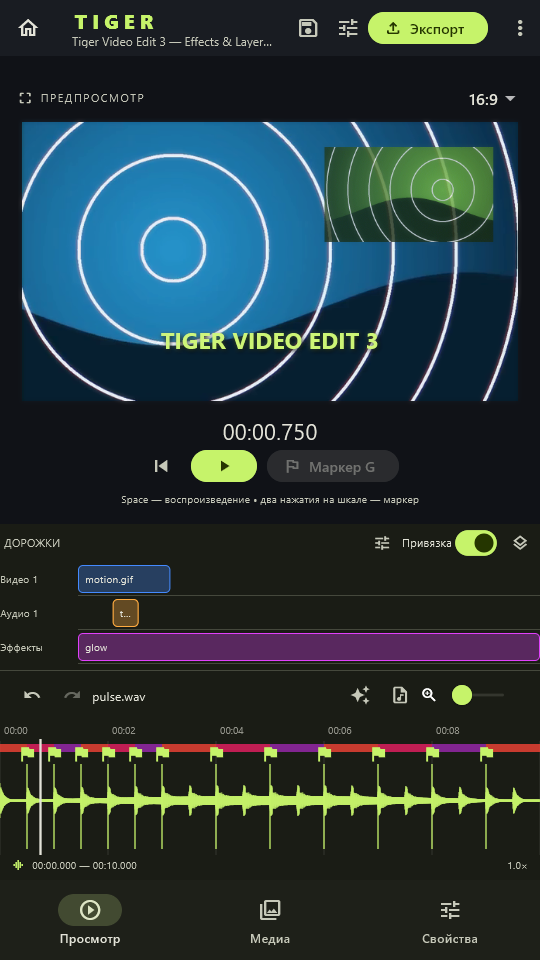 TIGER
Tiger Video Edit 3 — Effects & Layer...
Экспорт
ПРЕДПРОСМОТР
16:9
TIGER VIDEO EDIT 3
00:00.750
Маркер G
Space — воспроизведение • два нажатия на шкале — маркер
ДОРОЖКИ
Привязка
Видео 1
motion.gif
Аудио 1
t...
Эффекты
glow
pulse.wav
00:00 00:02 00:04 00:06 00:08
00:00.000 — 00:10.000
1.0×
Просмотр
Медиа
Свойства